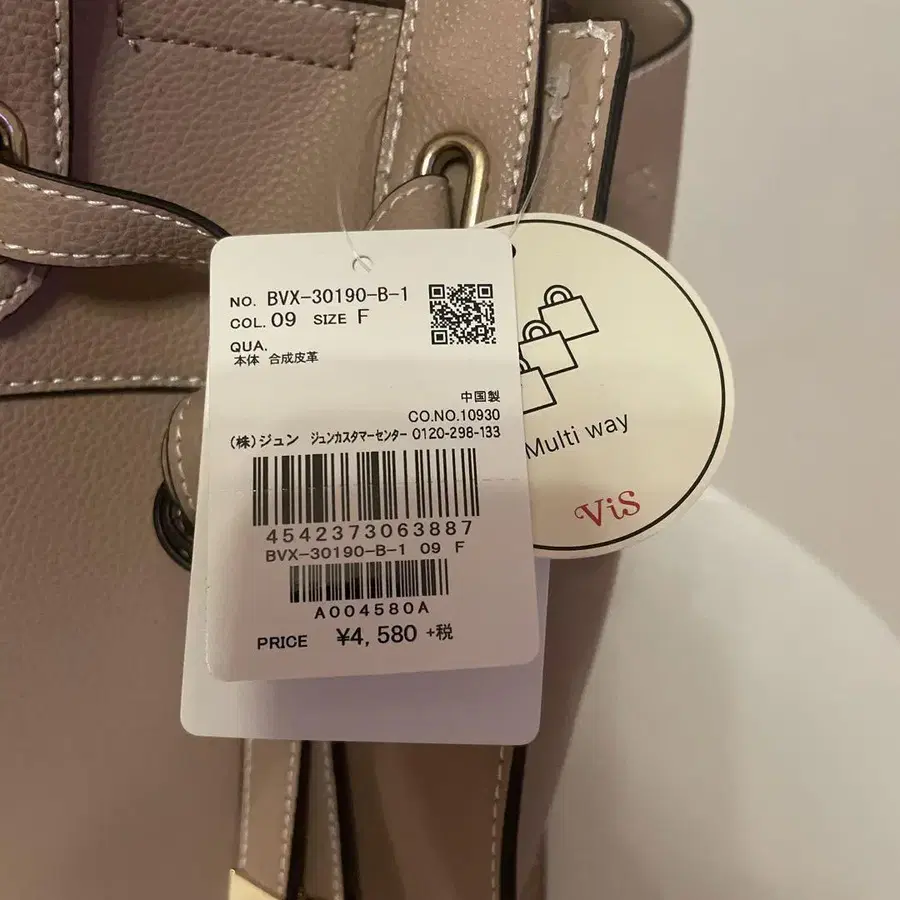 NO. BVX-30190-B-1
COL. 09 SIZE F
QUA.
本体 合成皮革
中国製
CO.NO.10930
(株)ジュン ジュンカスタマーセンター 0120-298-133
4542373063887
BVX-30190-B-1 09 F
A004580A
PRICE ¥4,580 +税
Multi way
ViS